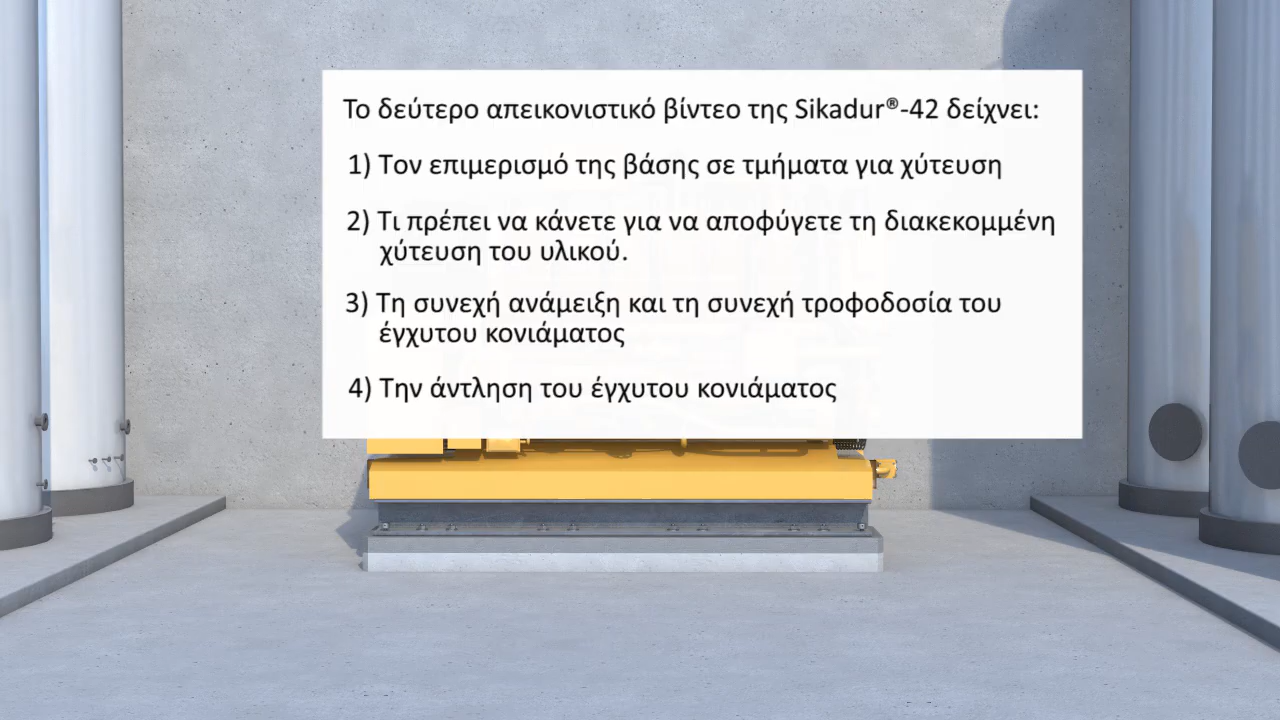 Το δεύτερο απεικονιστικό βίντεο της Sikadur®-42 δείχνει:
1) Τον επιμερισμό της βάσης σε τμήματα για χύτευση
2) Τι πρέπει να κάνετε για να αποφύγετε τη διακεκομμένη
χύτευση του υλικού.
3) Τη συνεχή ανάμειξη και τη συνεχή τροφοδοσία του
έγχυτου κονιάματος
4) Την άντληση του έγχυτου κονιάματος